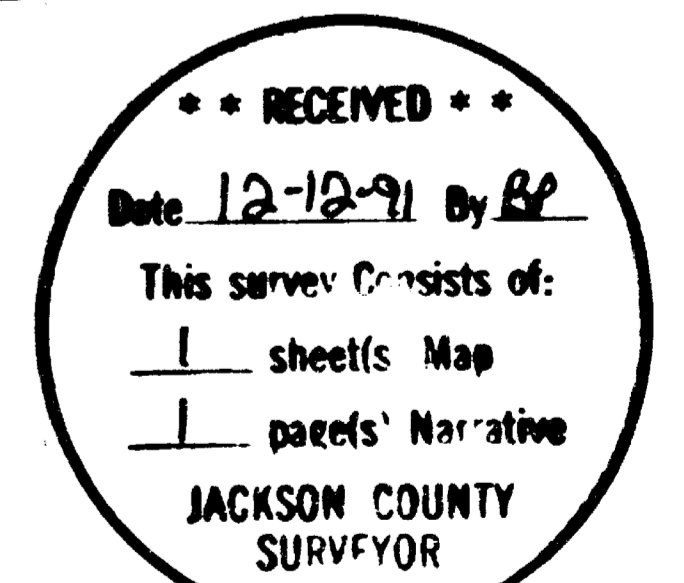 * * RECEIVED * *
Date 12-12-91 By BP
This survey Consists of:
1 sheet(s Map
1 page(s' Narrative
JACKSON COUNTY
SURVEYOR